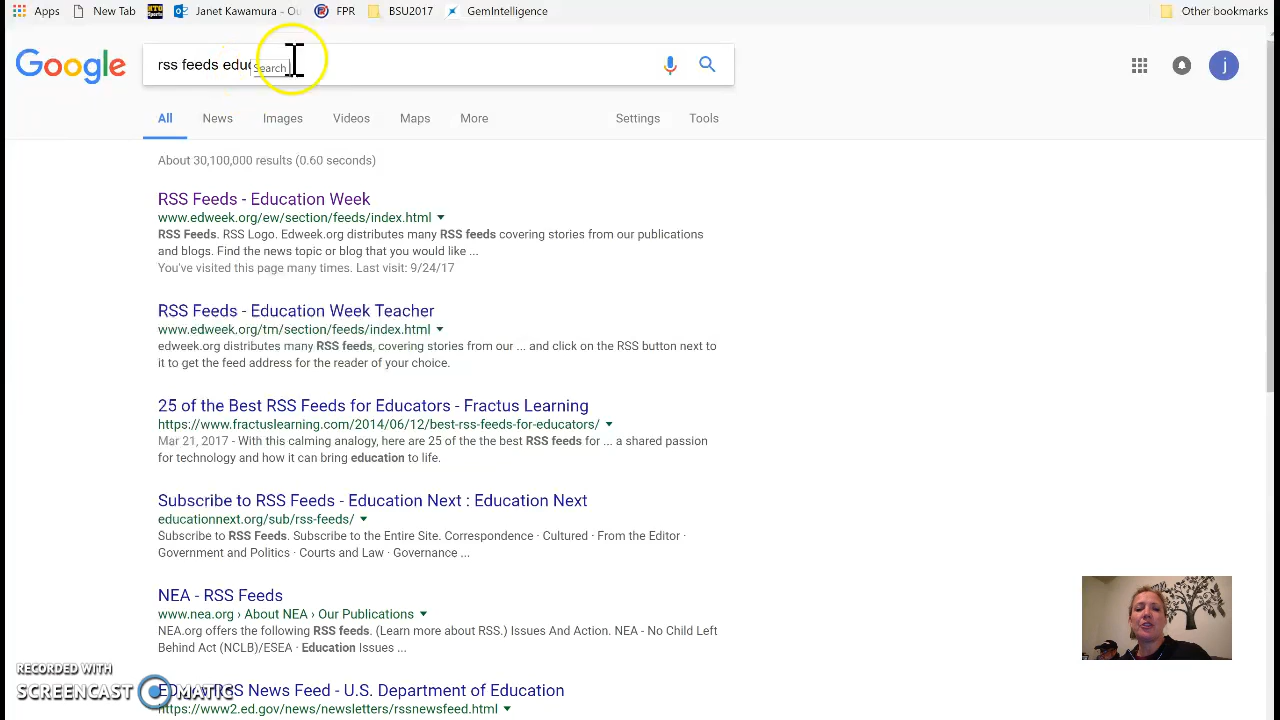 Apps New Tab Janet Kawamura - Ou FPR BSU2017 GemIntelligence Other bookmarks
Google rss feeds educ j
Search
All News Images Videos Maps More Settings Tools
About 30,100,000 results (0.60 seconds)
RSS Feeds - Education Week
www.edweek.org/ew/section/feeds/index.html
RSS Feeds. RSS Logo. Edweek.org distributes many RSS feeds covering stories from our publications
and blogs. Find the news topic or blog that you would like ...
You've visited this page many times. Last visit: 9/24/17
RSS Feeds - Education Week Teacher
www.edweek.org/tm/section/feeds/index.html
edweek.org distributes many RSS feeds, covering stories from our ... and click on the RSS button next to
it to get the feed address for the reader of your choice.
25 of the Best RSS Feeds for Educators - Fractus Learning
https://www.fractuslearning.com/2014/06/12/best-rss-feeds-for-educators/
Mar 21, 2017 - With this calming analogy, here are 25 of the the best RSS feeds for ... a shared passion
for technology and how it can bring education to life.
Subscribe to RSS Feeds - Education Next : Education Next
educationnext.org/sub/rss-feeds/
Subscribe to RSS Feeds. Subscribe to the Entire Site. Correspondence · Cultured · From the Editor ·
Government and Politics · Courts and Law · Governance ...
NEA - RSS Feeds
www.nea.org › About NEA › Our Publications
NEA.org offers the following RSS feeds. (Learn more about RSS.) Issues And Action. NEA - No Child Left
Behind Act (NCLB)/ESEA · Education Issues ...
RECORDED WITH
SCREENCAST MATIC
RSS News Feed - U.S. Department of Education
https://www2.ed.gov/news/newsletters/rssnewsfeed.html